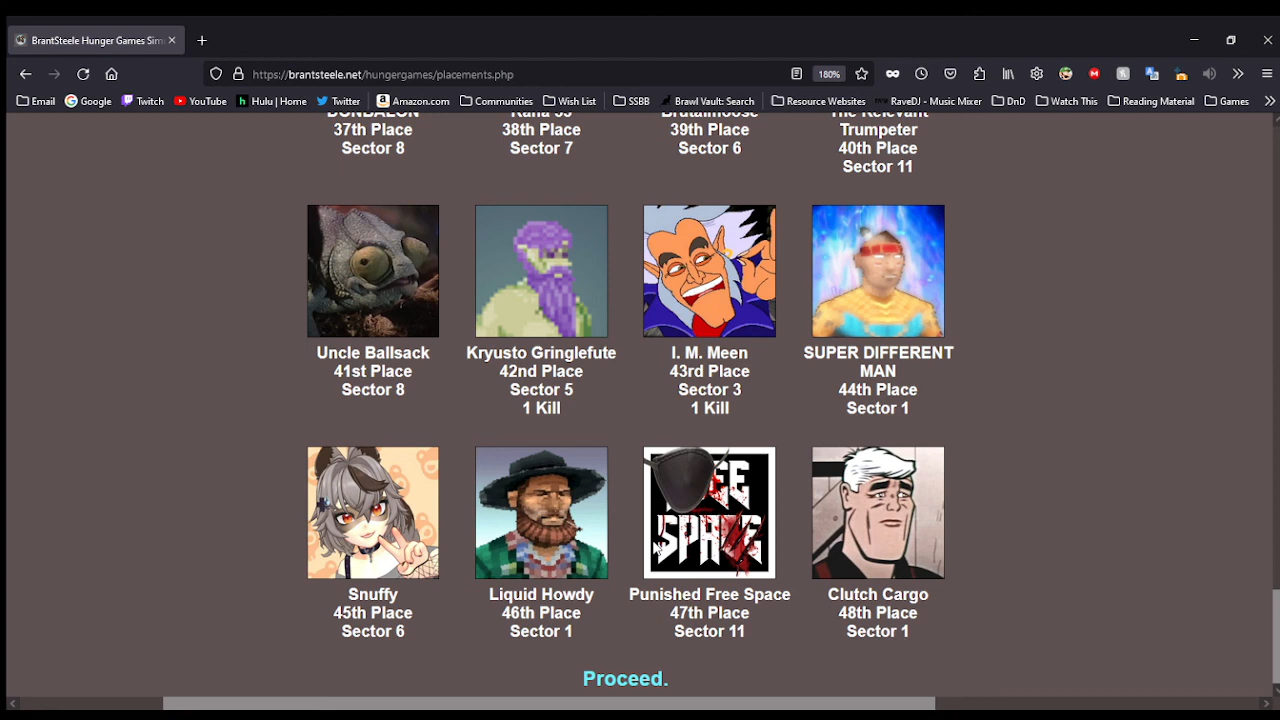 BrantSteele Hunger Games Sim
https://brantsteele.net/hungergames/placements.php
180%
Email
Google
Twitch
YouTube
Hulu | Home
Twitter
Amazon.com
Communities
Wish List
SSBB
Brawl Vault: Search
Resource Websites
RaveDJ - Music Mixer
DnD
Watch This
Reading Material
Games
37th Place
Sector 8
38th Place
Sector 7
Brutalmoose
39th Place
Sector 6
The Relevant
Trumpeter
40th Place
Sector 11
Uncle Ballsack
41st Place
Sector 8
Kryusto Gringlefute
42nd Place
Sector 5
1 Kill
I. M. Meen
43rd Place
Sector 3
1 Kill
SUPER DIFFERENT
MAN
44th Place
Sector 1
Snuffy
45th Place
Sector 6
Liquid Howdy
46th Place
Sector 1
SPACE
Punished Free Space
47th Place
Sector 11
Clutch Cargo
48th Place
Sector 1
Proceed.